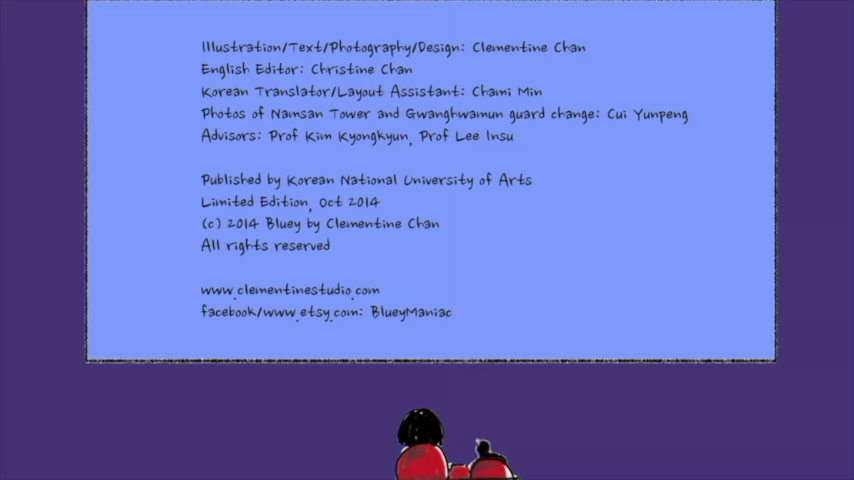 Illustration/Text/Photography/Design: Clementine Chan
English Editor: Christine Chan
Korean Translator/Layout Assistant: Chami Min
Photos of Namsan Tower and Gwanghwamun guard change: Cui Yunpeng
Advisors: Prof Kim Kyongkyun, Prof Lee Insu
Published by Korean National University of Arts
Limited Edition, Oct 2014
(c) 2014 Bluey by Clementine Chan
All rights reserved
www.clementinestudio.com
facebook/www.etsy.com: BlueyManiac